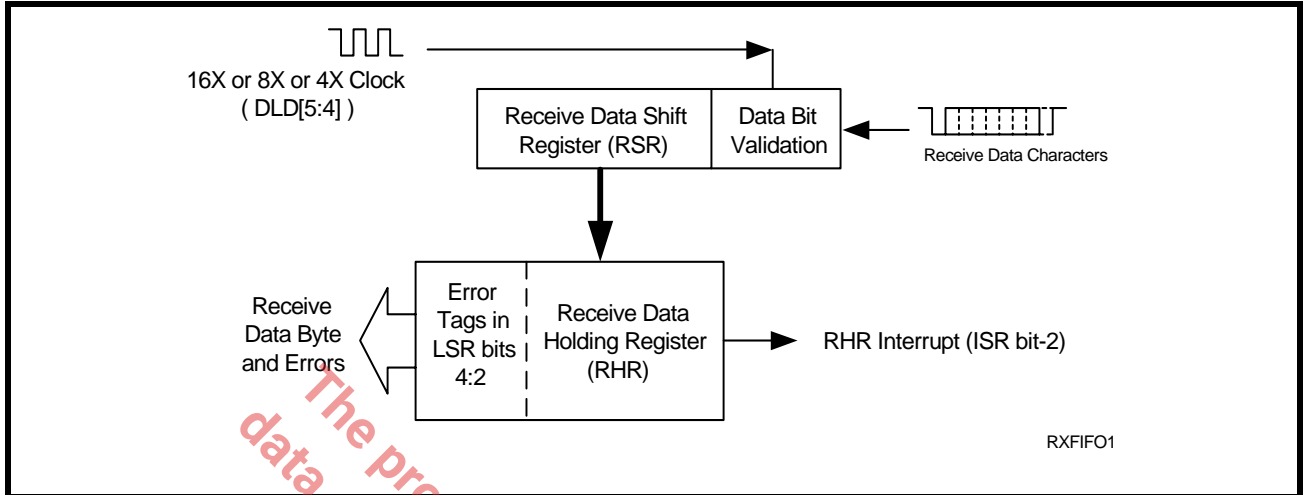 16X or 8X or 4X Clock
( DLD[5:4] )
Receive Data Shift
Register (RSR)
Data Bit
Validation
Receive Data Characters
Receive
Data Byte
and Errors
Error
Tags in
LSR bits
4:2
Receive Data
Holding Register
(RHR)
RHR Interrupt (ISR bit-2)
The pro
data
RXFIFO1